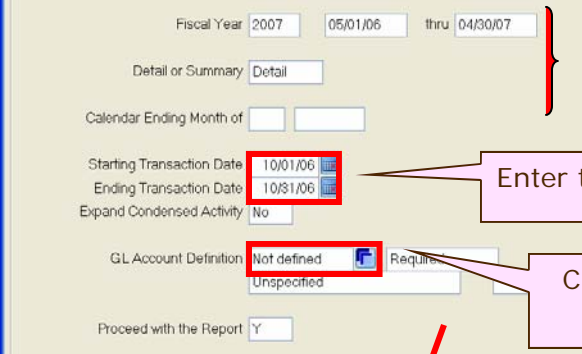 Fiscal Year 2007 05/01/06 thru 04/30/07
Detail or Summary Detail
Calendar Ending Month of
Starting Transaction Date 10/01/06
Enter
Ending Transaction Date 10/31/06
Expand Condensed Activity No
GL Account Definition Not defined Required
Unspecified
Proceed with the Report Y